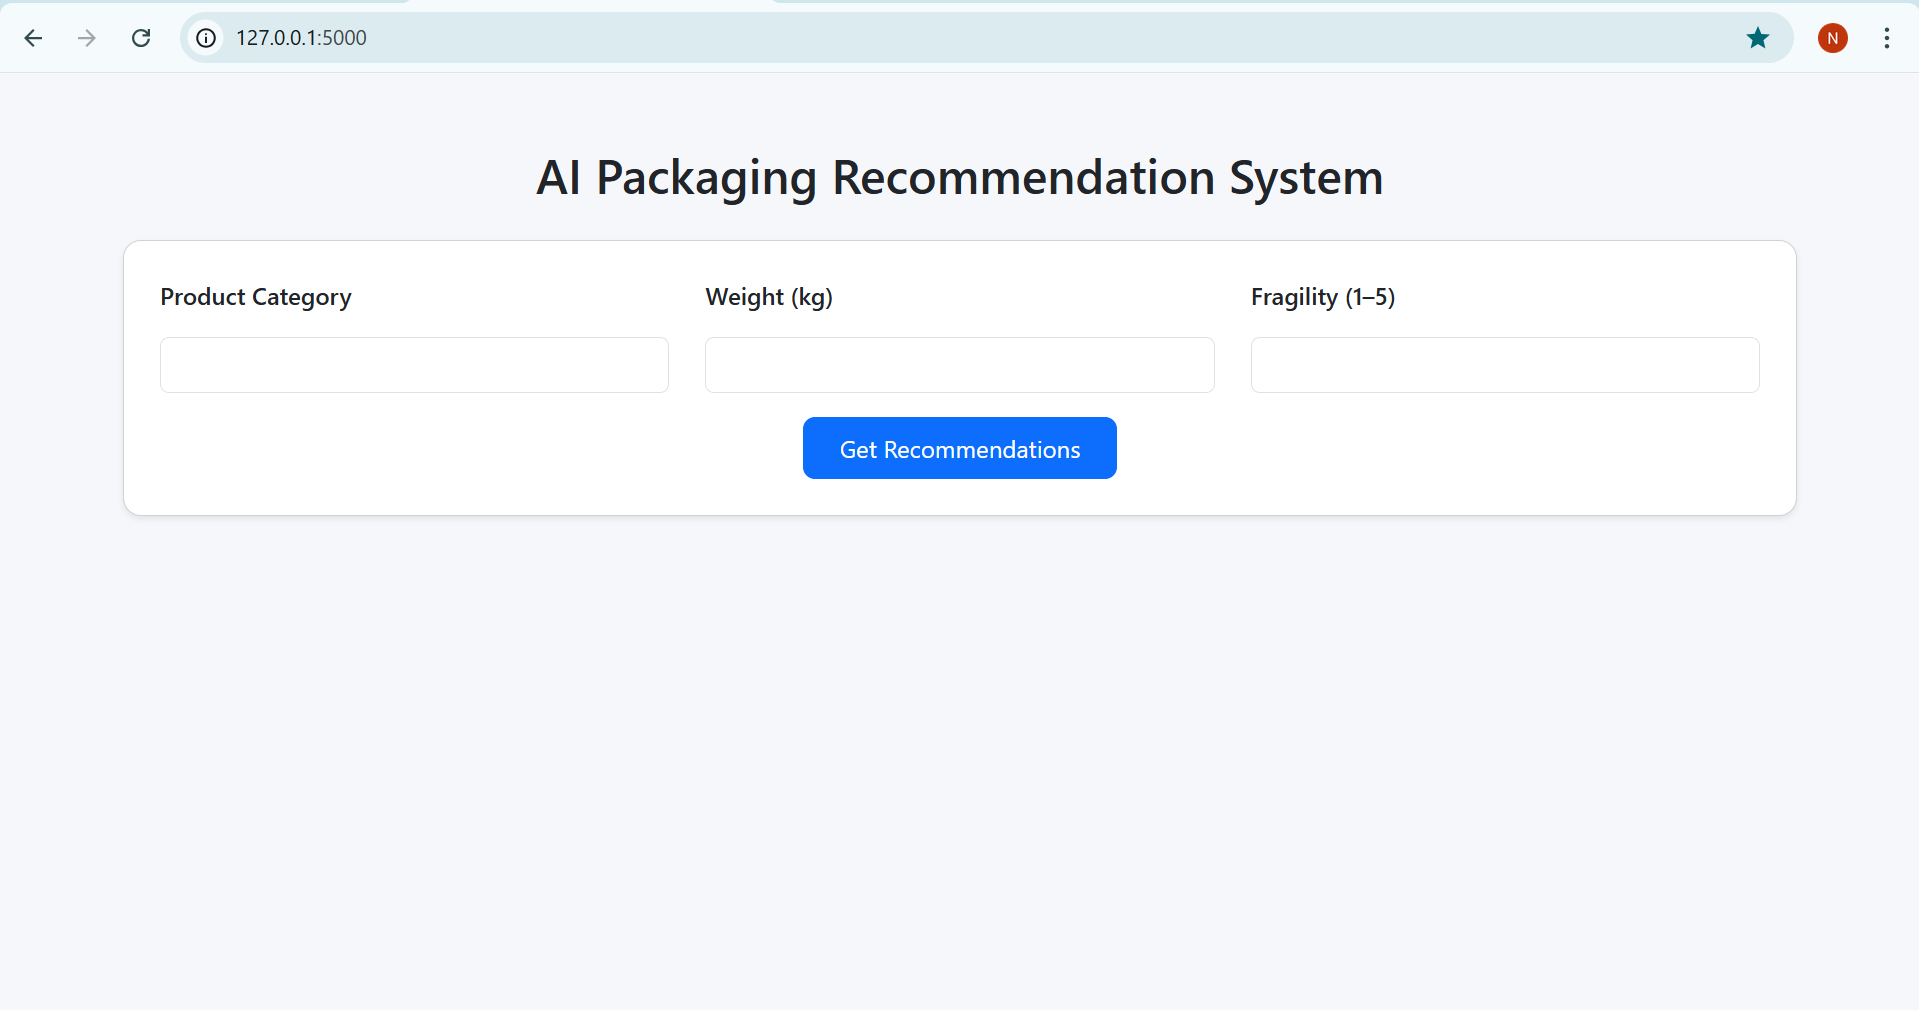 127.0.0.1:5000
N
AI Packaging Recommendation System
Product Category
Weight (kg)
Fragility (1–5)
Get Recommendations